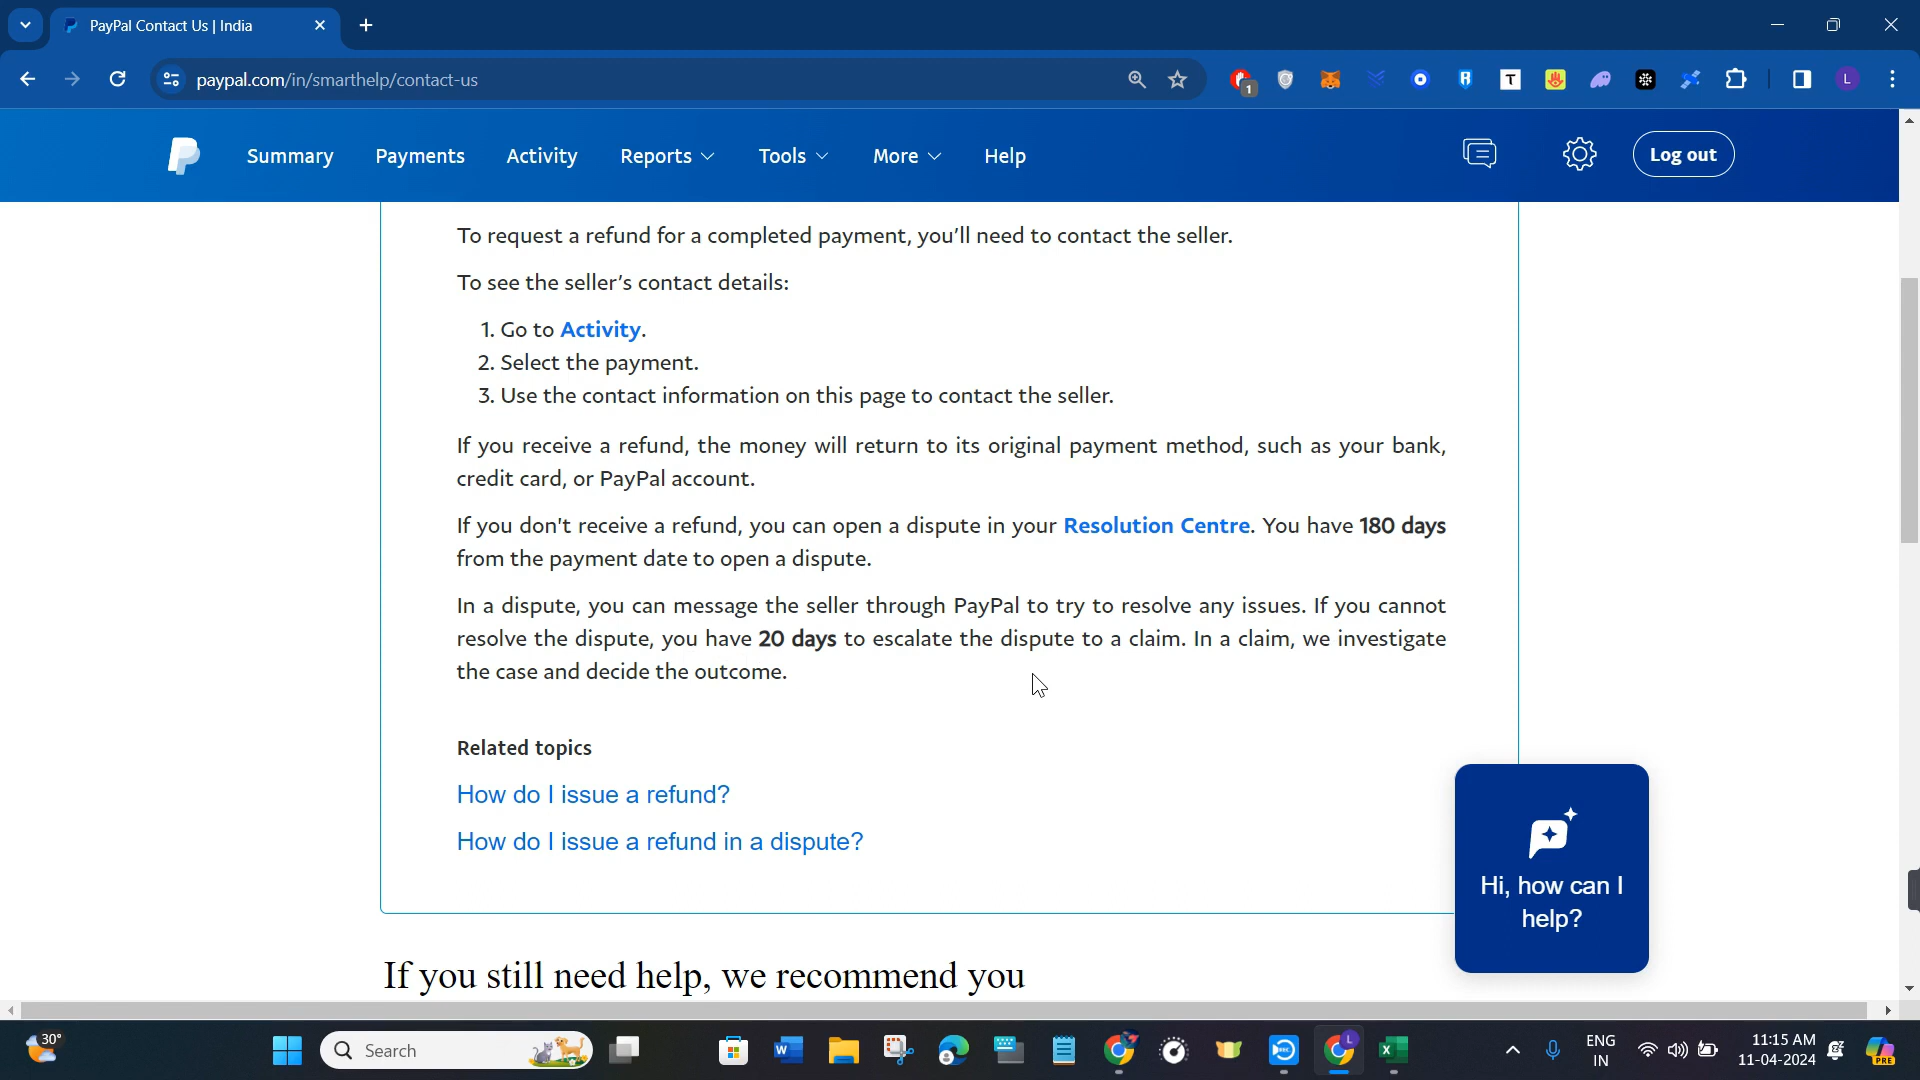 PayPal Contact Us | India
paypal.com/in/smarthelp/contact-us
1
T
L
Summary Payments Activity Reports Tools More Help Log out
To request a refund for a completed payment, you'll need to contact the seller.
To see the seller's contact details:
1. Go to Activity.
2. Select the payment.
3. Use the contact information on this page to contact the seller.
If you receive a refund, the money will return to its original payment method, such as your bank,
credit card, or PayPal account.
If you don't receive a refund, you can open a dispute in your Resolution Centre. You have 180 days
from the payment date to open a dispute.
In a dispute, you can message the seller through PayPal to try to resolve any issues. If you cannot
resolve the dispute, you have 20 days to escalate the dispute to a claim. In a claim, we investigate
the case and decide the outcome.
Related topics
How do I issue a refund?
How do I issue a refund in a dispute?
Hi, how can I
help?
If you still need help, we recommend you
30°
Search
ENG
IN
11:15 AM
11-04-2024
PRE